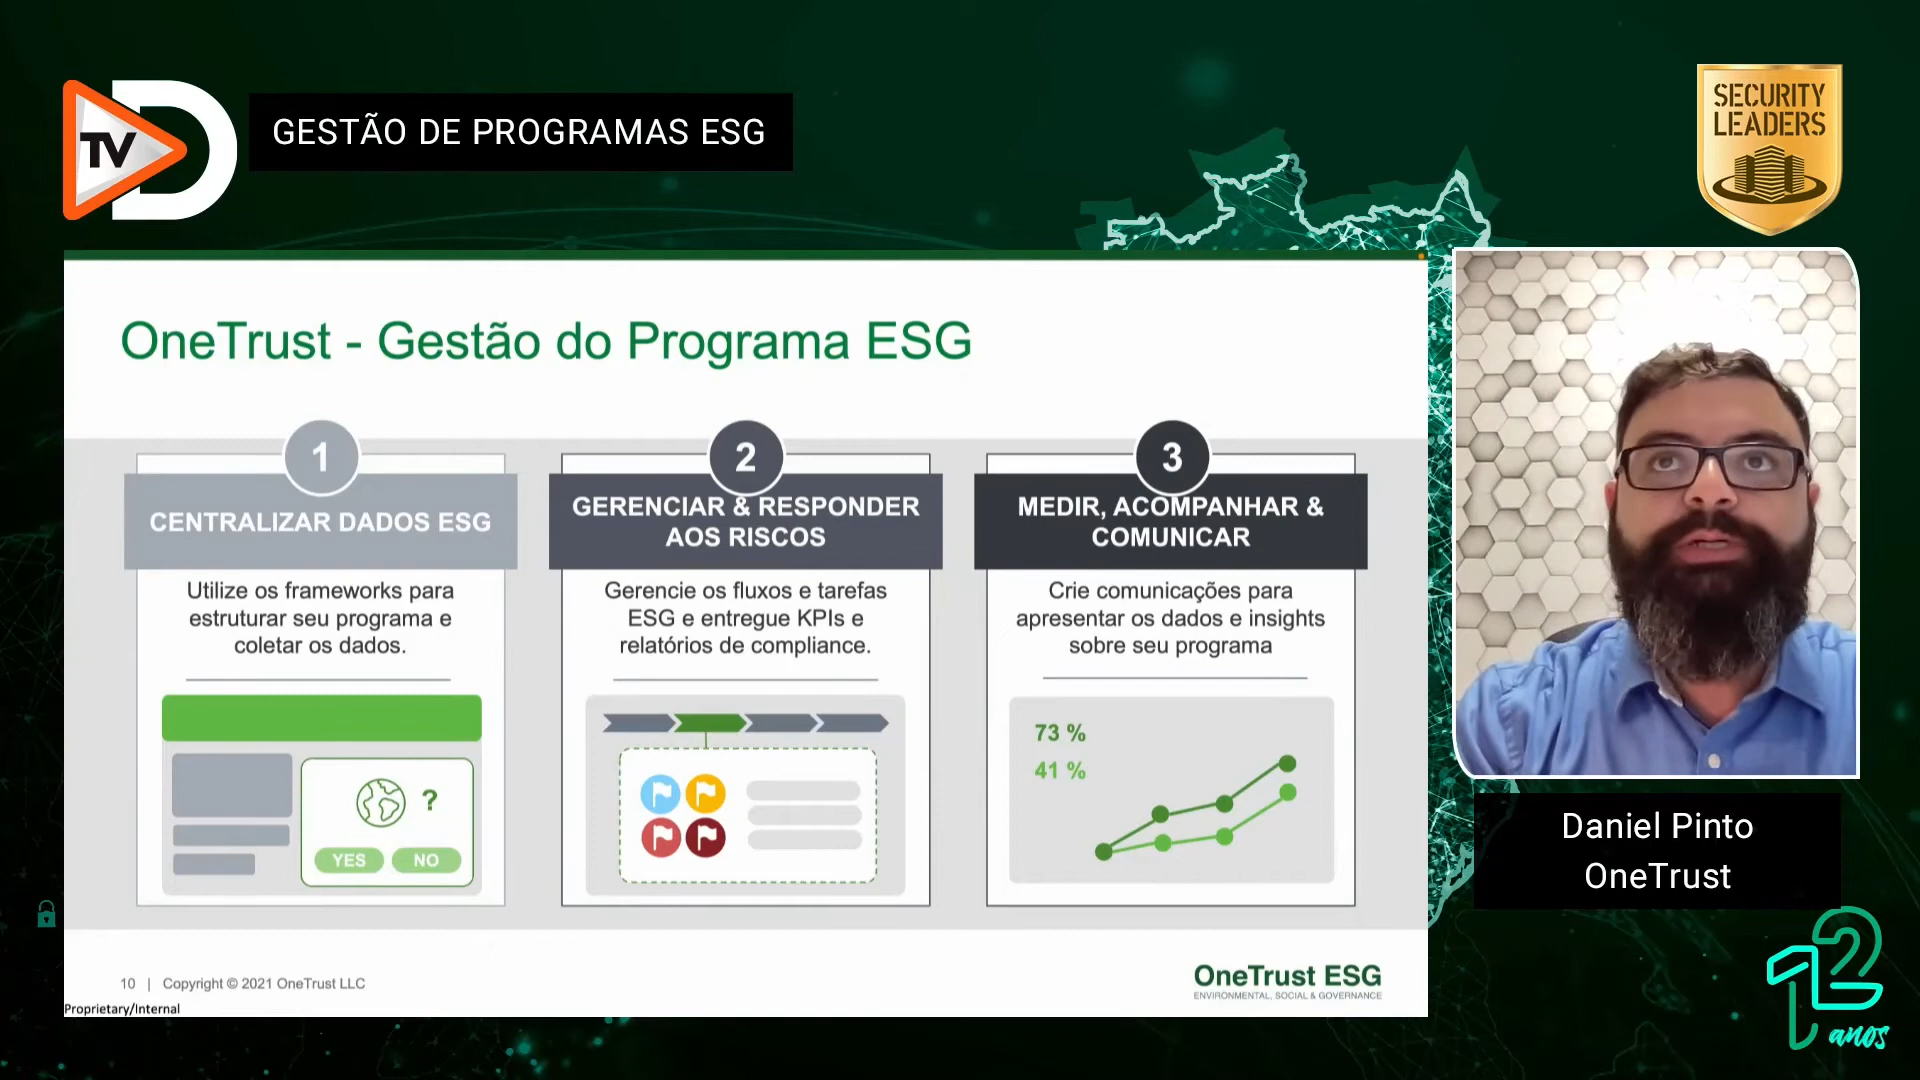 TV D
GESTÃO DE PROGRAMAS ESG
SECURITY
LEADERS
OneTrust - Gestão do Programa ESG
1
CENTRALIZAR DADOS ESG
Utilize os frameworks para
estruturar seu programa e
coletar os dados.
?
YES NO
2
GERENCIAR & RESPONDER
AOS RISCOS
Gerencie os fluxos e tarefas
ESG e entregue KPIs e
relatórios de compliance.
3
MEDIR, ACOMPANHAR &
COMUNICAR
Crie comunicações para
apresentar os dados e insights
sobre seu programa
73 %
41 %
10 | Copyright © 2021 OneTrust LLC
Proprietary/Internal
OneTrust ESG
ENVIRONMENTAL, SOCIAL & GOVERNANCE
Daniel Pinto
OneTrust
12
anos